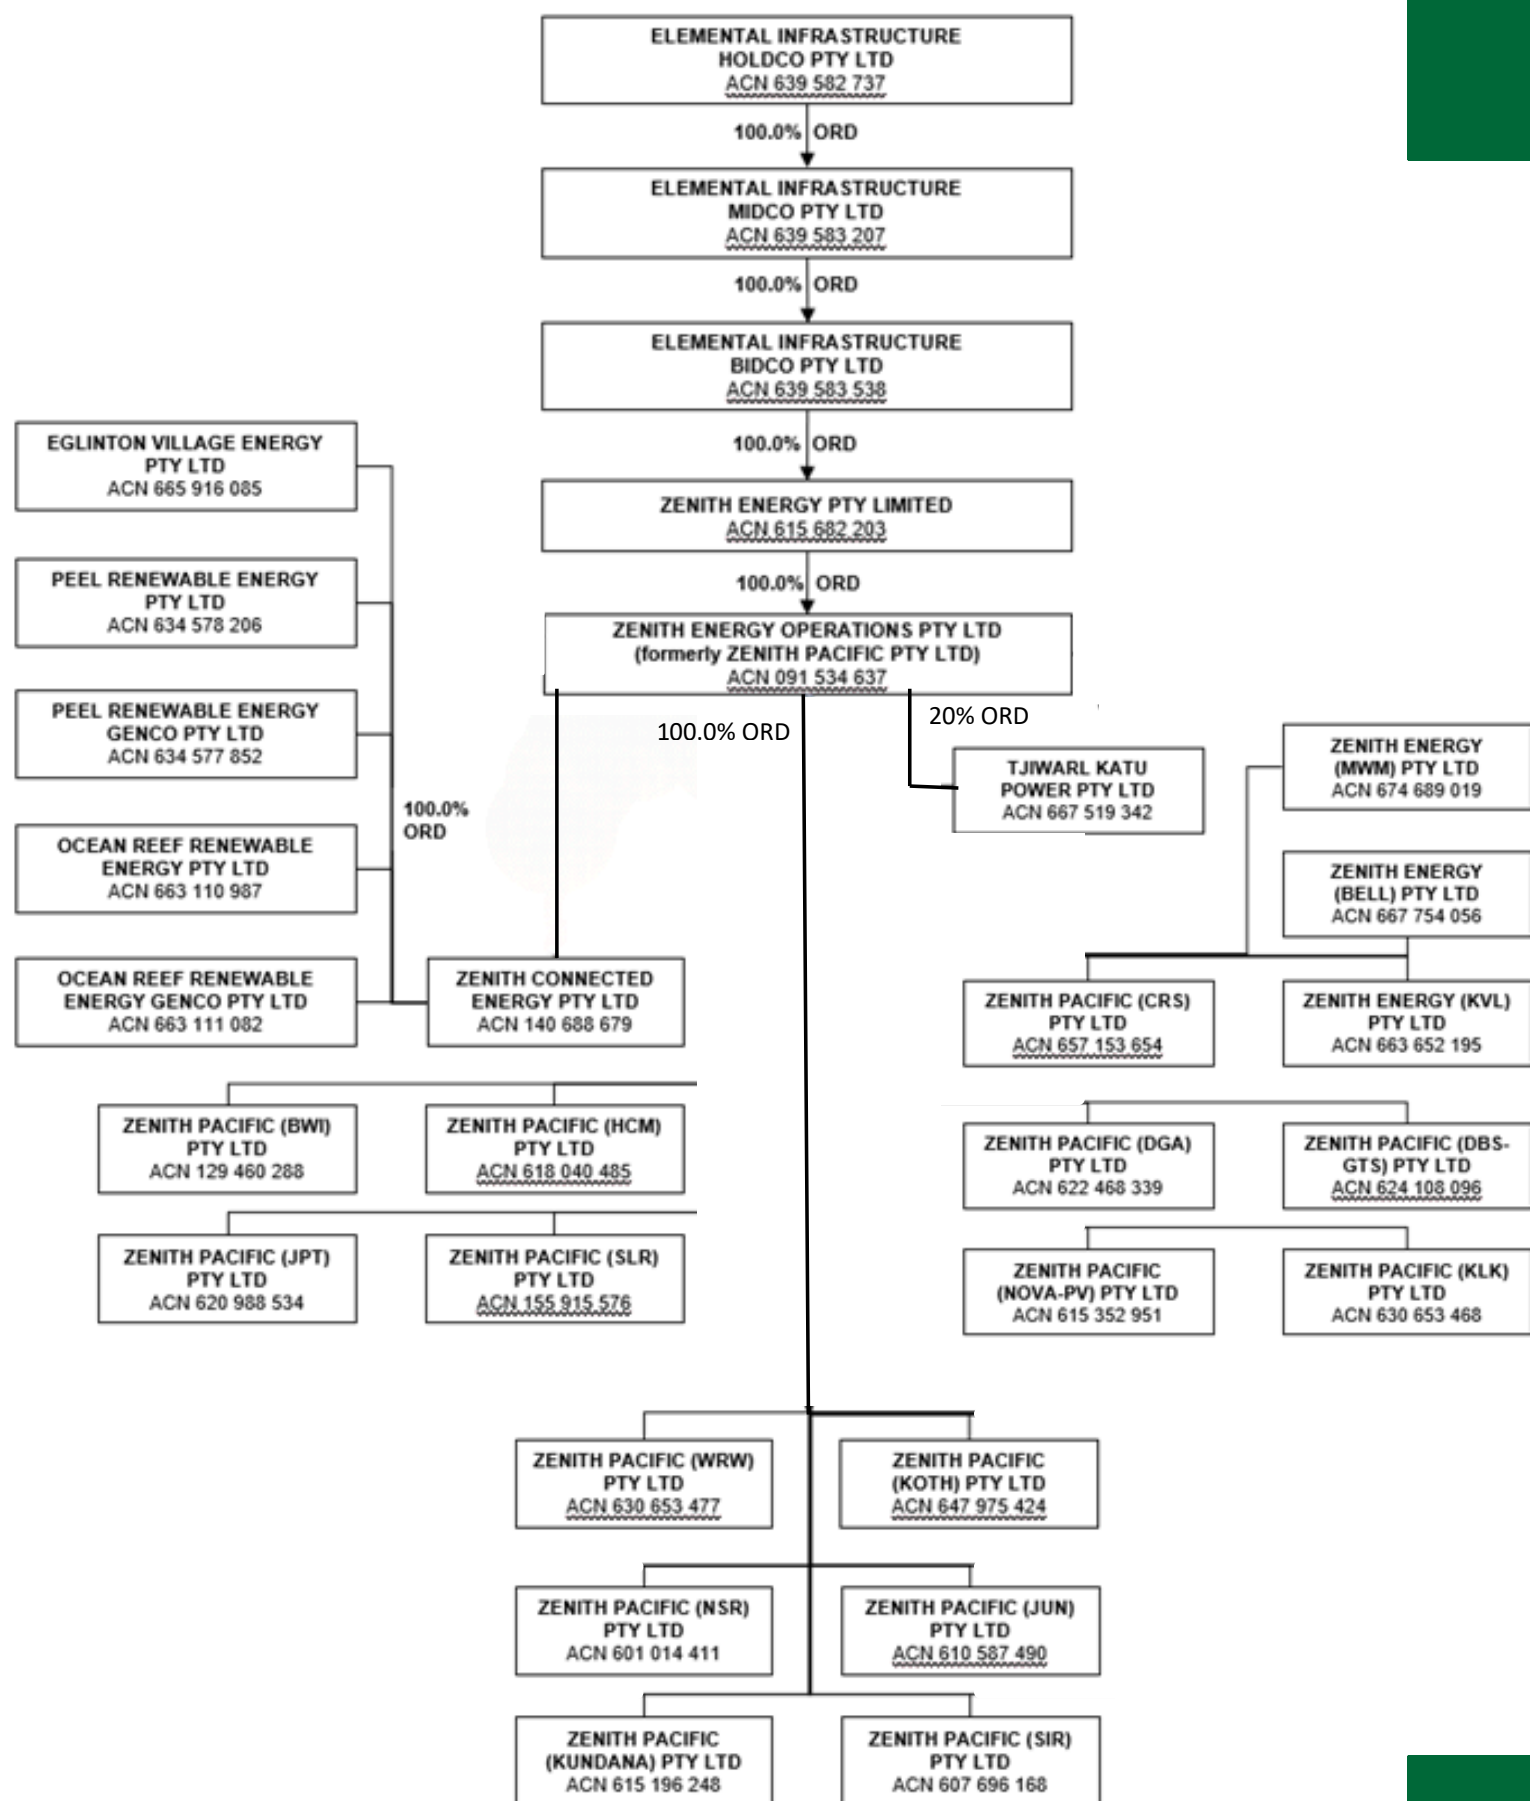 ELEMENTAL INFRASTRUCTURE
HOLDCO PTY LTD
ACN 639 582 737
100.0% ORD
ELEMENTAL INFRASTRUCTURE
MIDCO PTY LTD
ACN 639 583 207
100.0% ORD
ELEMENTAL INFRASTRUCTURE
BIDCO PTY LTD
ACN 639 583 538
100.0% ORD
ZENITH ENERGY PTY LIMITED
ACN 615 682 203
100.0% ORD
ZENITH ENERGY OPERATIONS PTY LTD
(formerly ZENITH PACIFIC PTY LTD)
ACN 091 534 637
100.0% ORD
20% ORD
EGLINTON VILLAGE ENERGY
PTY LTD
ACN 665 916 085
PEEL RENEWABLE ENERGY
PTY LTD
ACN 634 578 206
PEEL RENEWABLE ENERGY
GENCO PTY LTD
ACN 634 577 852
100.0%
ORD
OCEAN REEF RENEWABLE
ENERGY PTY LTD
ACN 663 110 987
OCEAN REEF RENEWABLE
ENERGY GENCO PTY LTD
ACN 663 111 082
ZENITH CONNECTED
ENERGY PTY LTD
ACN 140 688 679
TJIWARL KATU
POWER PTY LTD
ACN 667 519 342
ZENITH ENERGY
(MWM) PTY LTD
ACN 674 689 019
ZENITH ENERGY
(BELL) PTY LTD
ACN 667 754 056
ZENITH PACIFIC (CRS)
PTY LTD
ACN 657 153 654
ZENITH ENERGY (KVL)
PTY LTD
ACN 663 652 195
ZENITH PACIFIC (BWI)
PTY LTD
ACN 129 460 288
ZENITH PACIFIC (HCM)
PTY LTD
ACN 618 040 485
ZENITH PACIFIC (DGA)
PTY LTD
ACN 622 468 339
ZENITH PACIFIC (DBS-
GTS) PTY LTD
ACN 624 108 096
ZENITH PACIFIC (JPT)
PTY LTD
ACN 620 988 534
ZENITH PACIFIC (SLR)
PTY LTD
ACN 155 915 576
ZENITH PACIFIC
(NOVA-PV) PTY LTD
ACN 615 352 951
ZENITH PACIFIC (KLK)
PTY LTD
ACN 630 653 468
ZENITH PACIFIC (WRW)
PTY LTD
ACN 630 653 477
ZENITH PACIFIC
(KOTH) PTY LTD
ACN 647 975 424
ZENITH PACIFIC (NSR)
PTY LTD
ACN 601 014 411
ZENITH PACIFIC (JUN)
PTY LTD
ACN 610 587 490
ZENITH PACIFIC
(KUNDANA) PTY LTD
ACN 615 196 248
ZENITH PACIFIC (SIR)
PTY LTD
ACN 607 696 168